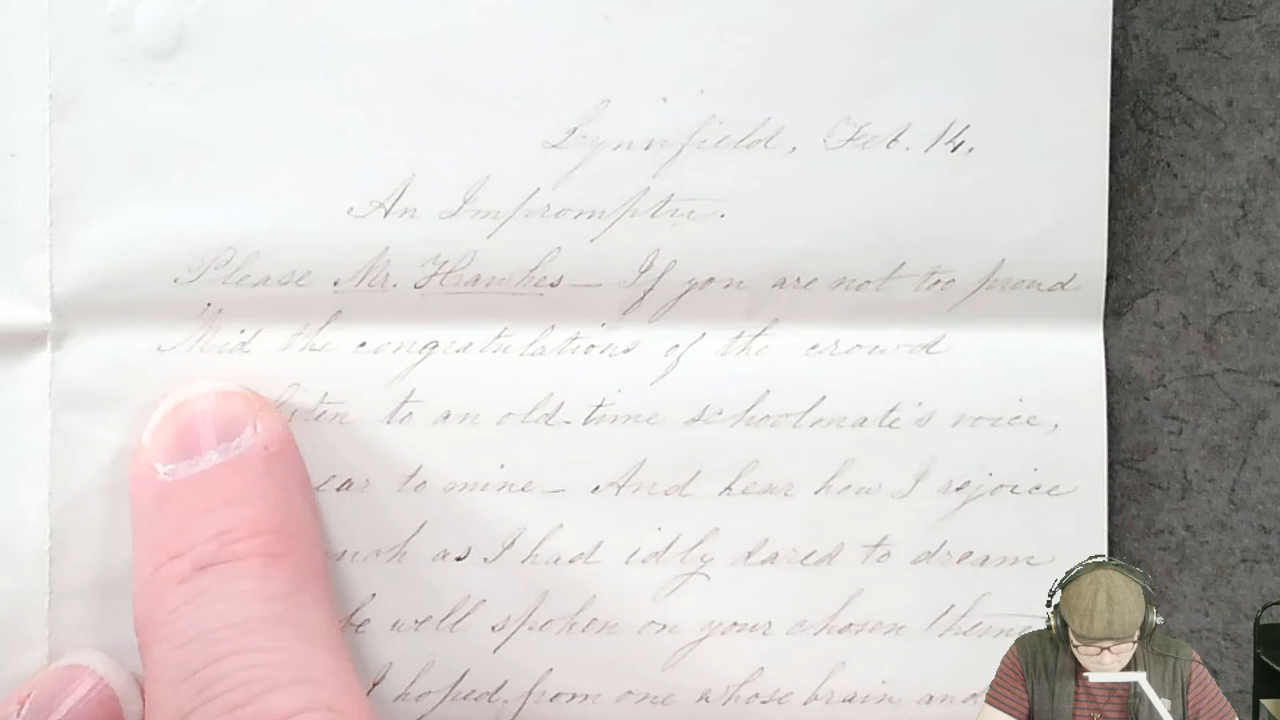 Lynnfield, Feb. 14.
An Impromptu.
Please Mr. Hawkes — If you are not too proud
'Mid the congratulations of the crowd
listen to an old-time schoolmate's voice,
ear to mine — And hear how I rejoice
much as I had idly dared to dream
be well spoken on your chosen theme
I hoped from one whose brain and